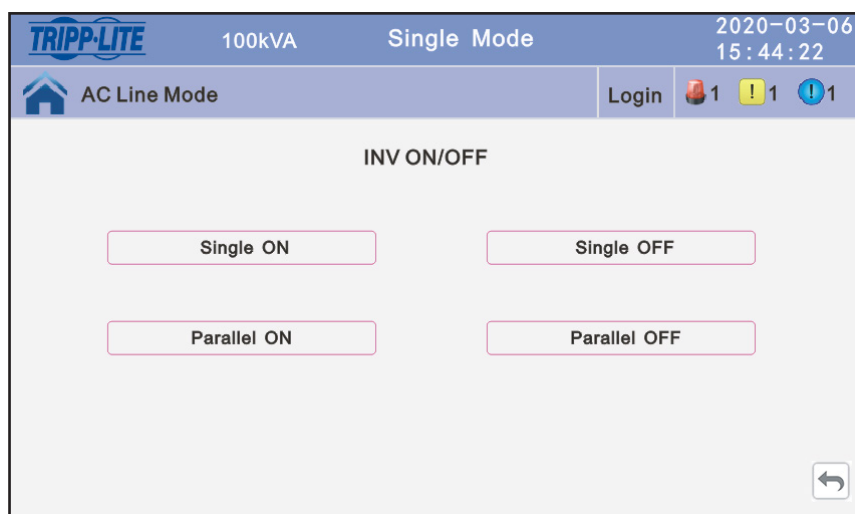 TRIPP·LITE 100kVA Single Mode 2020-03-06
15:44:22
AC Line Mode Login 1 ! 1 ! 1
INV ON/OFF
Single ON Single OFF
Parallel ON Parallel OFF